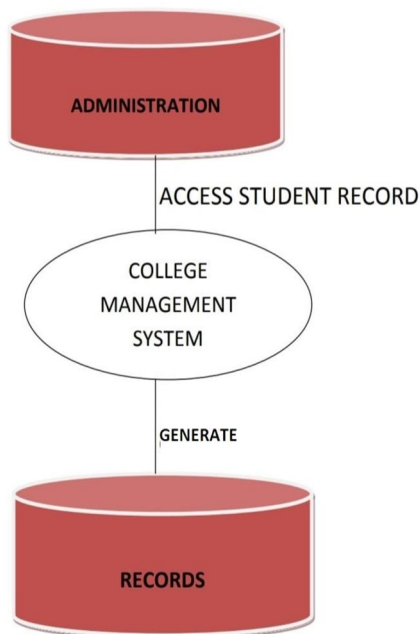 ADMINISTRATION
ACCESS STUDENT RECORD
COLLEGE
MANAGEMENT
SYSTEM
GENERATE
RECORDS